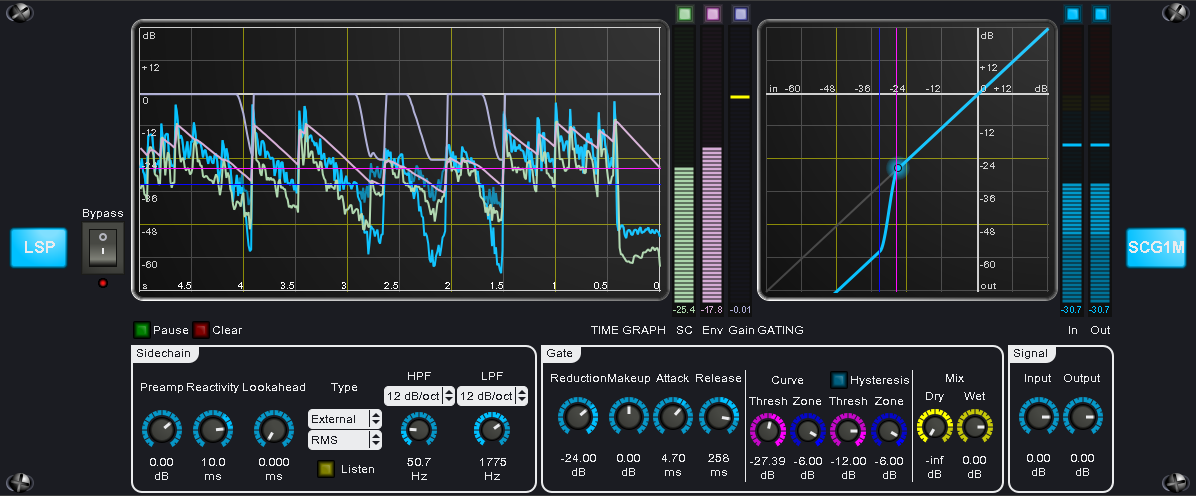 dB
+12
0
-12
-24
-36
-48
-60
s 4.5 4 3.5 3 2.5 2 1.5 1 0.5 0
dB
+12
in -60 -48 -36 -24 -12 0 +12 dB
-12
-24
-36
-48
-60
out
Bypass
LSP
SCG1M
-25.4 -17.8 -0.01
-30.7 -30.7
Pause Clear
TIME GRAPH SC Env Gain GATING
In Out
Sidechain
Preamp Reactivity Lookahead
0.00 dB
10.0 ms
0.000 ms
Type
External
RMS
Listen
HPF
12 dB/oct
50.7 Hz
LPF
12 dB/oct
1775 Hz
Gate
Reduction Makeup Attack Release
-24.00 dB
0.00 dB
4.70 ms
258 ms
Curve
Thresh Zone
-27.39 dB
-6.00 dB
Hysteresis
Thresh Zone
-12.00 dB
-6.00 dB
Mix
Dry Wet
-inf dB
0.00 dB
Signal
Input Output
0.00 dB
0.00 dB